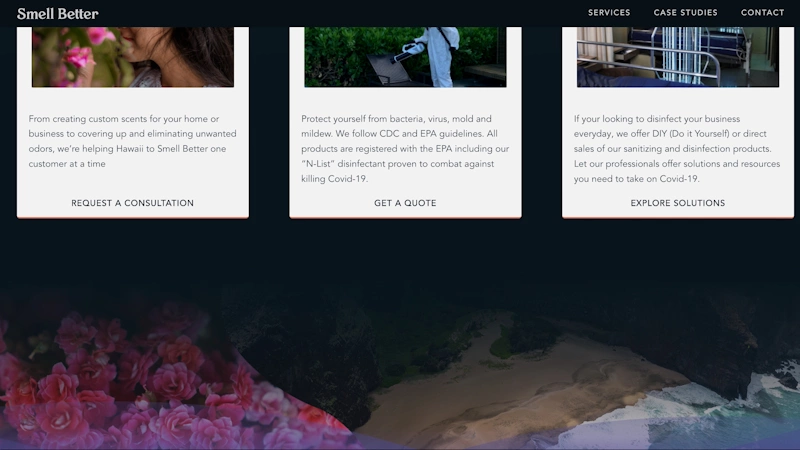 Smell Better
SERVICES CASE STUDIES CONTACT
From creating custom scents for your home or
business to covering up and eliminating unwanted
odors, we're helping Hawaii to Smell Better one
customer at a time
REQUEST A CONSULTATION
Protect yourself from bacteria, virus, mold and
mildew. We follow CDC and EPA guidelines. All
products are registered with the EPA including our
"N-List" disinfectant proven to combat against
killing Covid-19.
GET A QUOTE
If your looking to disinfect your business
everyday, we offer DIY (Do it Yourself) or direct
sales of our sanitizing and disinfection products.
Let our professionals offer solutions and resources
you need to take on Covid-19.
EXPLORE SOLUTIONS